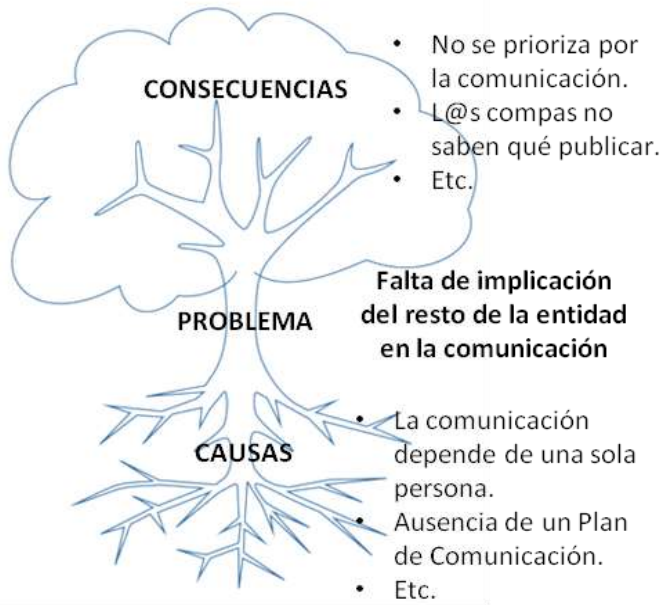 CONSECUENCIAS
• No se prioriza por
la comunicación.
• L@s compas no
saben qué publicar.
• Etc.
PROBLEMA
Falta de implicación
del resto de la entidad
en la comunicación
CAUSAS
• La comunicación
depende de una sola
persona.
• Ausencia de un Plan
de Comunicación.
• Etc.